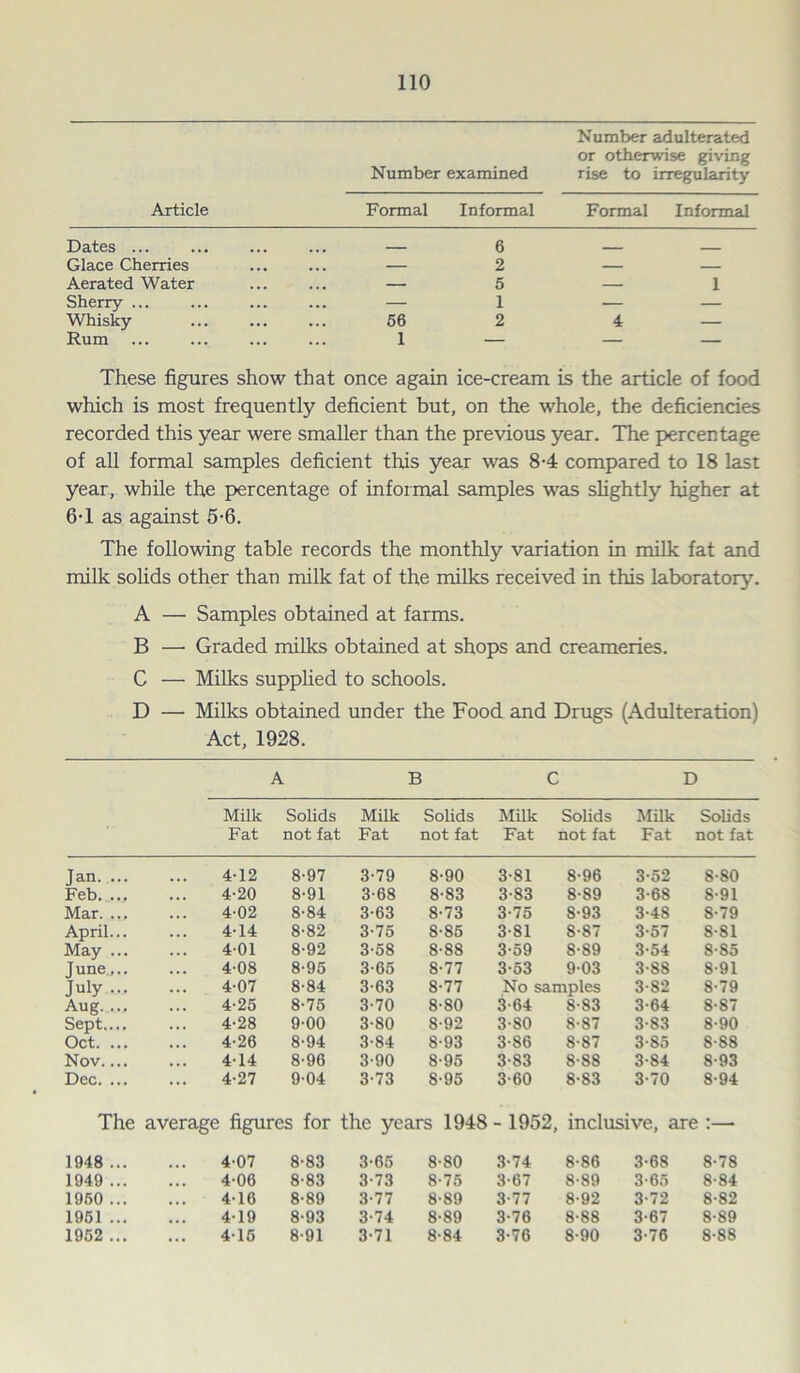 110
Number adulterated
or otherwise giving
Number examined rise to irregularity
Article Formal Informal Formal Informal
Dates ... ... ... ... — 6 — —
Glace Cherries ... ... — 2 — —
Aerated Water ... ... — 5 — 1
Sherry ... ... ... ... — 1 — —
Whisky ... ... ... 56 2 4 —
Rum ... ... ... ... 1 — — —
These figures show that once again ice-cream is the article of food
which is most frequently deficient but, on the whole, the deficiencies
recorded this year were smaller than the previous year. The percentage
of all formal samples deficient this year was 8·4 compared to 18 last
year, while the percentage of informal samples was slightly higher at
6·1 as against 5·6.
The following table records the monthly variation in milk fat and
milk solids other than milk fat of the milks received in this laboratory.
A — Samples obtained at farms.
B — Graded milks obtained at shops and creameries.
C — Milks supplied to schools.
D — Milks obtained under the Food and Drugs (Adulteration)
Act, 1928.
A B C D
Milk Solids Milk Solids Milk Solids Milk Solids
Fat not fat Fat not fat Fat not fat Fat not fat
Jan. ... ... 4·12 8·97 3·79 8·90 3·81 8·96 3·52 8·80
Feb. ... ... 4·20 8·91 3·68 8·83 3·83 8·89 3·68 8·91
Mar. ... ... 4·02 8·84 3·63 8·73 3·75 8·93 3·48 8·79
April... ... 4·14 8·82 3·75 8·85 3·81 8·87 3·57 8·81
May ... ... 4·01 8·92 3·58 8·88 3·59 8·89 3·54 8·85
June... ... 4·08 8·95 3·65 8·77 3·53 9·03 3·88 8·91
July ... ... 4·07 8·84 3·63 8·77 No samples 3·82 8·79
Aug. ... ... 4·25 8·75 3·70 8·80 3·64 8·83 3·64 8·87
Sept.... ... 4·28 9·00 3·80 8·92 3·80 8·87 3·83 8·90
Oct. ... ... 4·26 8·94 3·84 8·93 3·86 8·87 3·85 8·88
Nov.... ... 4·14 8·96 3·90 8·95 3·83 8·88 3·84 8·93
Dec. ... ... 4·27 9·04 3·73 8·95 3·60 8·83 3·70 8·94
The average figures for the years 1948 - 1952, inclusive, are :—
1948 ... ... 4·07 8·83 3·65 8·80 3·74 8·86 3·68 8·78
1949 ... ... 4·06 8·83 3·73 8·75 3·67 8·89 3·65 8·84
1950 ... ... 4·16 8·89 3·77 8·89 3·77 8·92 3·72 8·82
1951 ... ... 4·19 8·93 3·74 8·89 3·76 8·88 3·67 8·89
1952 ... ... 4·15 8·91 3·71 8·84 3·76 8·90 3·76 8·88